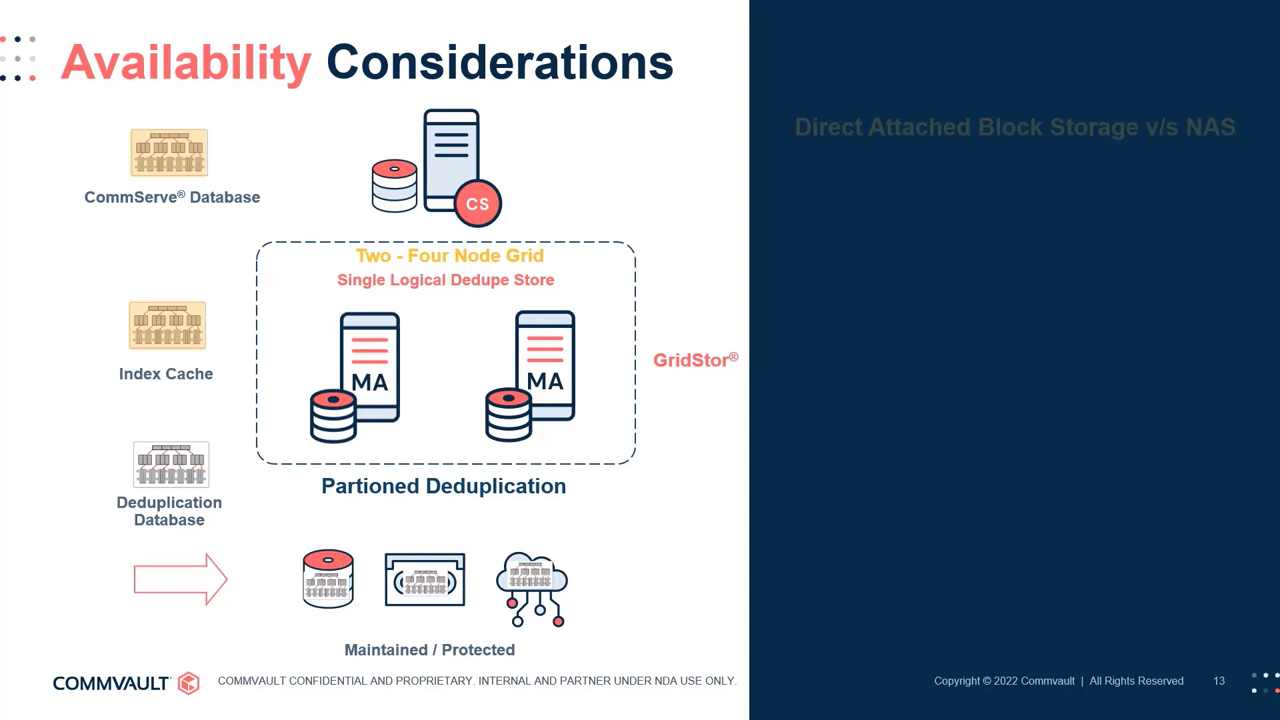 Availability Considerations
Direct Attached Block Storage v/s NAS
CommServe® Database
CS
Two - Four Node Grid
Single Logical Dedupe Store
MA
MA
GridStor®
Index Cache
Partioned Deduplication
Deduplication
Database
Maintained / Protected
COMMVAULT
COMMVAULT CONFIDENTIAL AND PROPRIETARY. INTERNAL AND PARTNER UNDER NDA USE ONLY.
Copyright © 2022 Commvault | All Rights Reserved
13